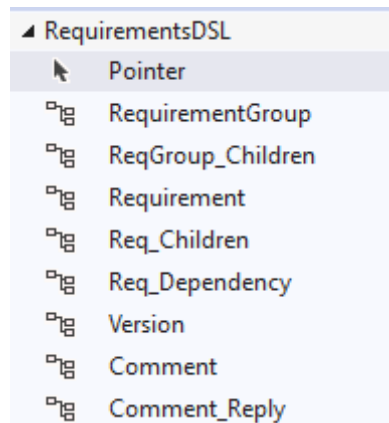 RequirementsDSL
Pointer
RequirementGroup
ReqGroup_Children
Requirement
Req_Children
Req_Dependency
Version
Comment
Comment_Reply